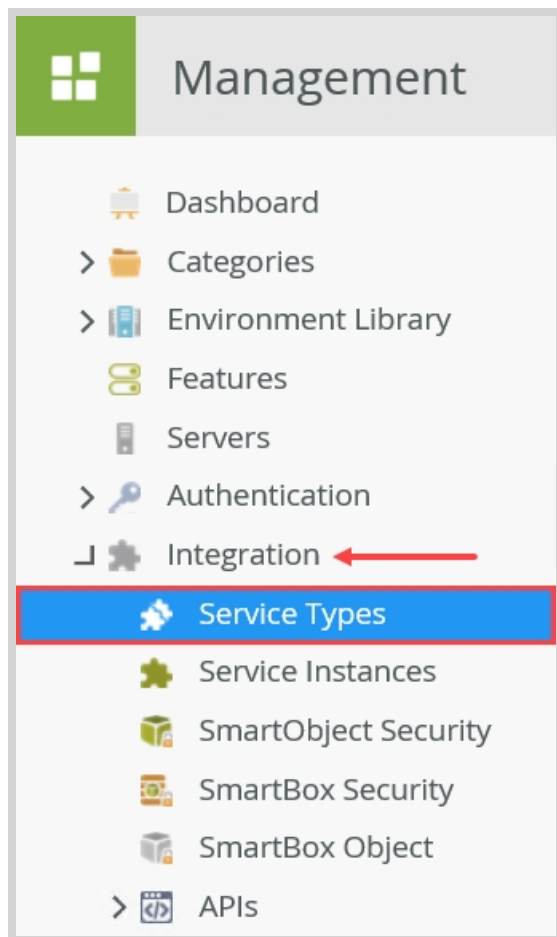 Management
Dashboard
Categories
Environment Library
Features
Servers
Authentication
Integration
Service Types
Service Instances
SmartObject Security
SmartBox Security
SmartBox Object
APIs